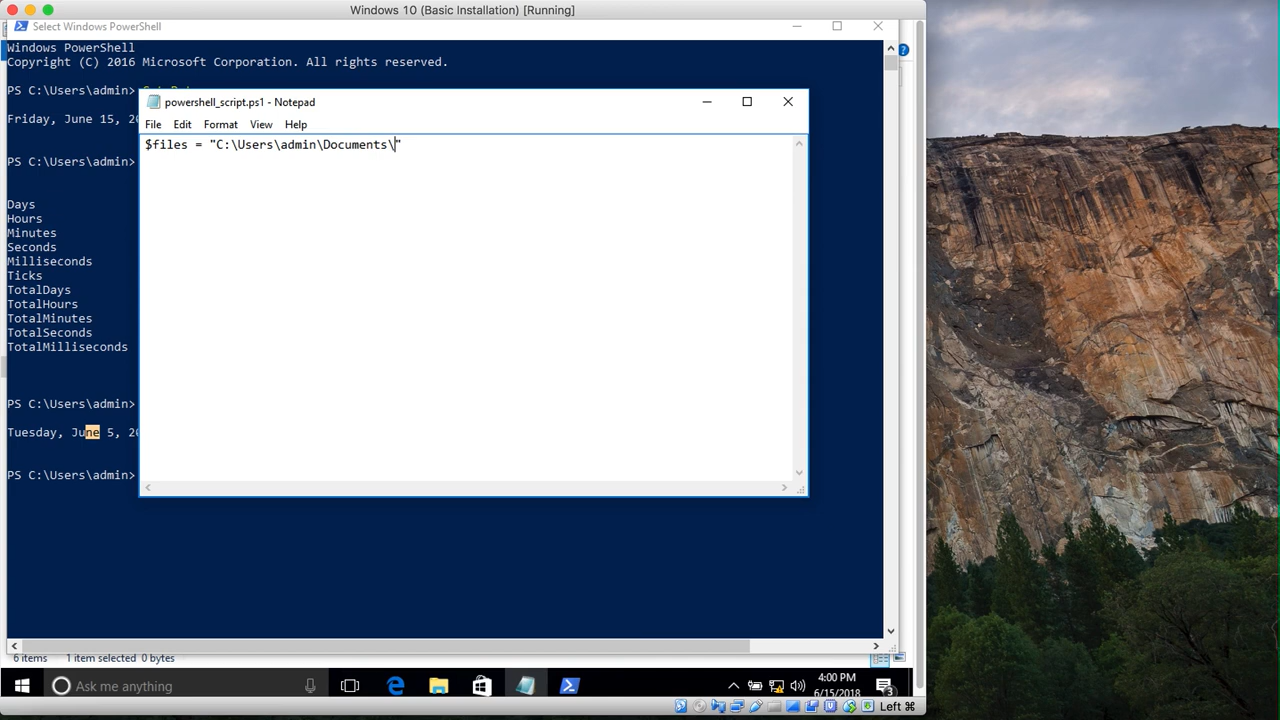 Windows 10 (Basic Installation) [Running]
Select Windows PowerShell
Windows PowerShell
Copyright (C) 2016 Microsoft Corporation. All rights reserved.
PS C:\Users\admin>
Friday, June 15, 20
PS C:\Users\admin>
Days
Hours
Minutes
Seconds
Milliseconds
Ticks
TotalDays
TotalHours
TotalMinutes
TotalSeconds
TotalMilliseconds
PS C:\Users\admin>
Tuesday, June 5, 20
PS C:\Users\admin>
powershell_script.ps1 - Notepad
File Edit Format View Help
$files = "C:\Users\admin\Documents\"
6 items 1 item selected 0 bytes
Ask me anything
4:00 PM
6/15/2018
3
Left ⌘